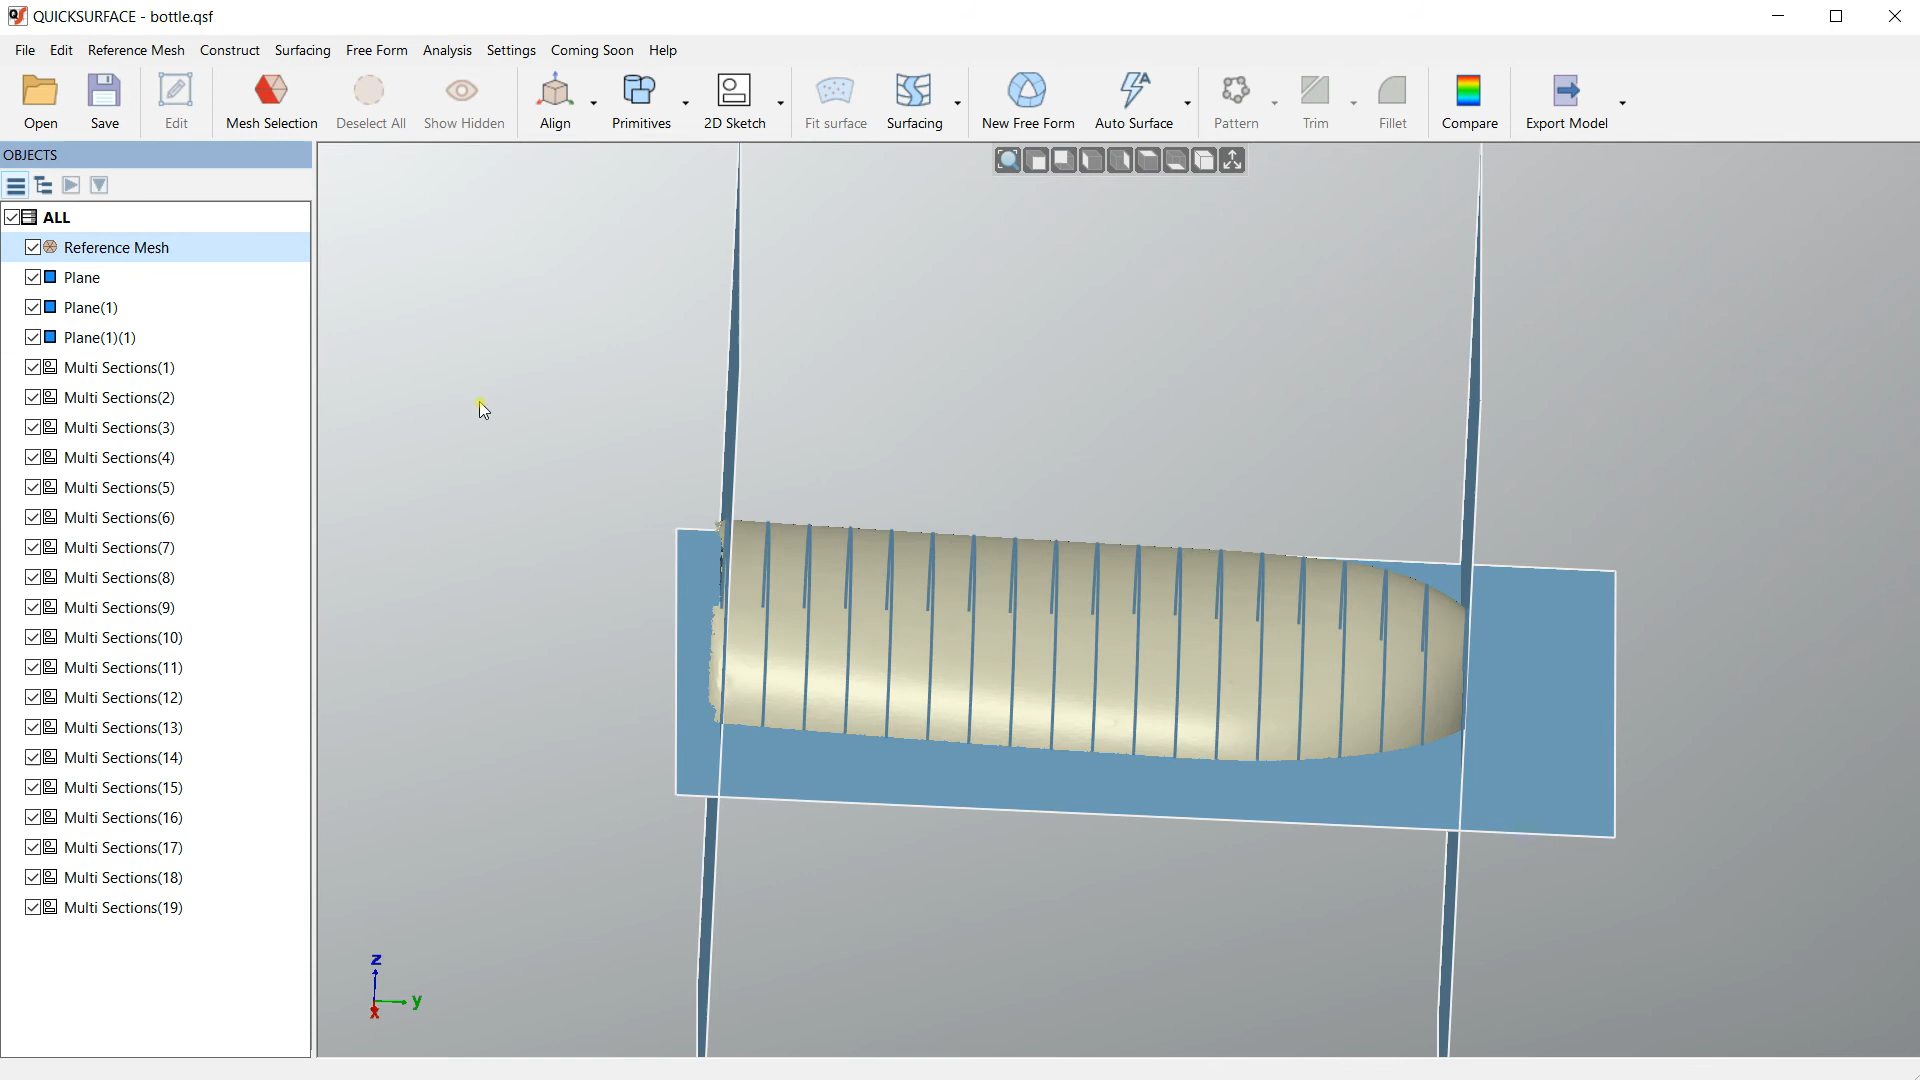 QUICKSURFACE - bottle.qsf
File Edit Reference Mesh Construct Surfacing Free Form Analysis Settings Coming Soon Help
Open Save Edit Mesh Selection Deselect All Show Hidden Align Primitives 2D Sketch Fit surface Surfacing New Free Form Auto Surface Pattern Trim Fillet Compare Export Model
OBJECTS
ALL
Reference Mesh
Plane
Plane(1)
Plane(1)(1)
Multi Sections(1)
Multi Sections(2)
Multi Sections(3)
Multi Sections(4)
Multi Sections(5)
Multi Sections(6)
Multi Sections(7)
Multi Sections(8)
Multi Sections(9)
Multi Sections(10)
Multi Sections(11)
Multi Sections(12)
Multi Sections(13)
Multi Sections(14)
Multi Sections(15)
Multi Sections(16)
Multi Sections(17)
Multi Sections(18)
Multi Sections(19)
z
y
x